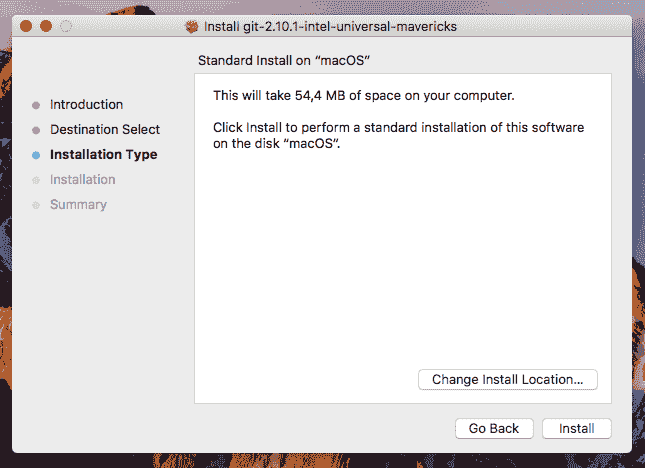 Install git-2.10.1-intel-universal-mavericks
Standard Install on “macOS”
Introduction
Destination Select
Installation Type
Installation
Summary
This will take 54,4 MB of space on your computer.
Click Install to perform a standard installation of this software
on the disk “macOS”.
Change Install Location...
Go Back
Install